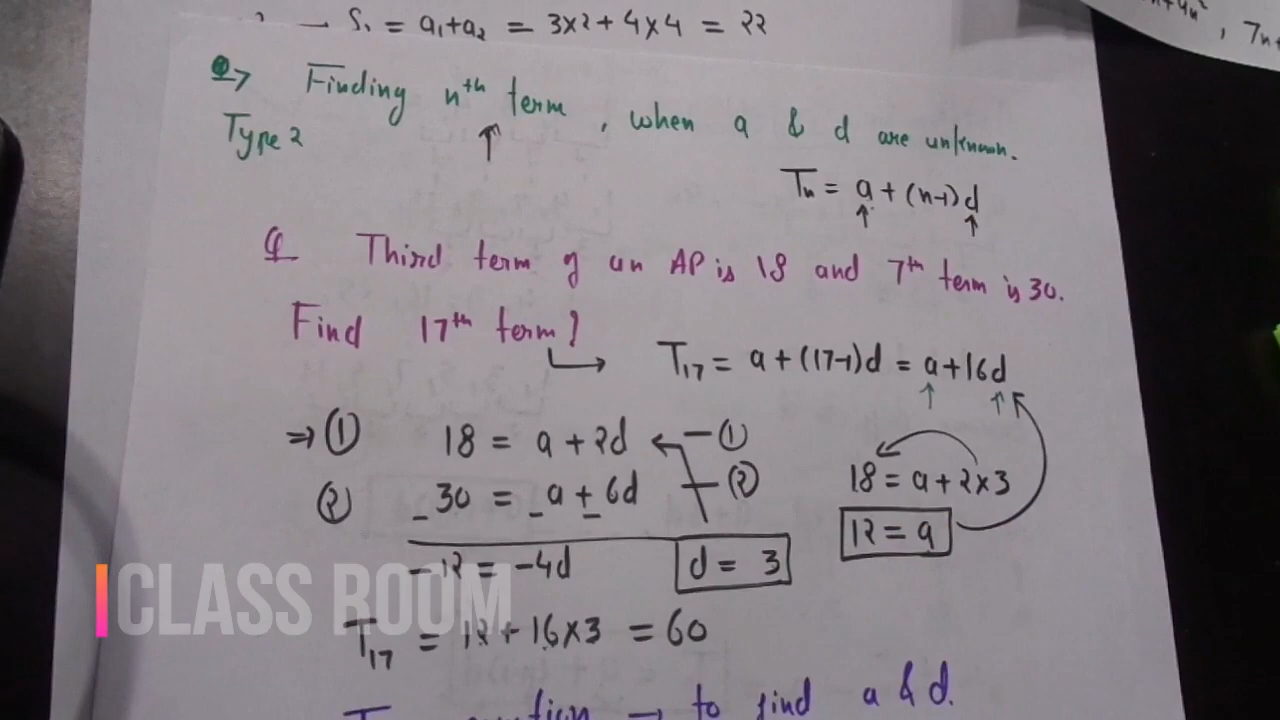 → S₂ = a₁+a₂ = 3×2 + 4×4 = 22
+4n² , 7n+
Q> Finding nth term , when a & d are unknown.
Type 2
Tn = a + (n-1)d
Q Third term of an AP is 18 and 7th term is 30.
Find 17th term?
T₁₇ = a + (17-1)d = a+16d
⇒ ① 18 = a + 2d — ①
② 30 = a + 6d — ②
- - -
18 = a + 2×3
12 = a
-12 = -4d
d = 3
CLASS ROOM
T₁₇ = 12 + 16×3 = 60
→ to find a & d.